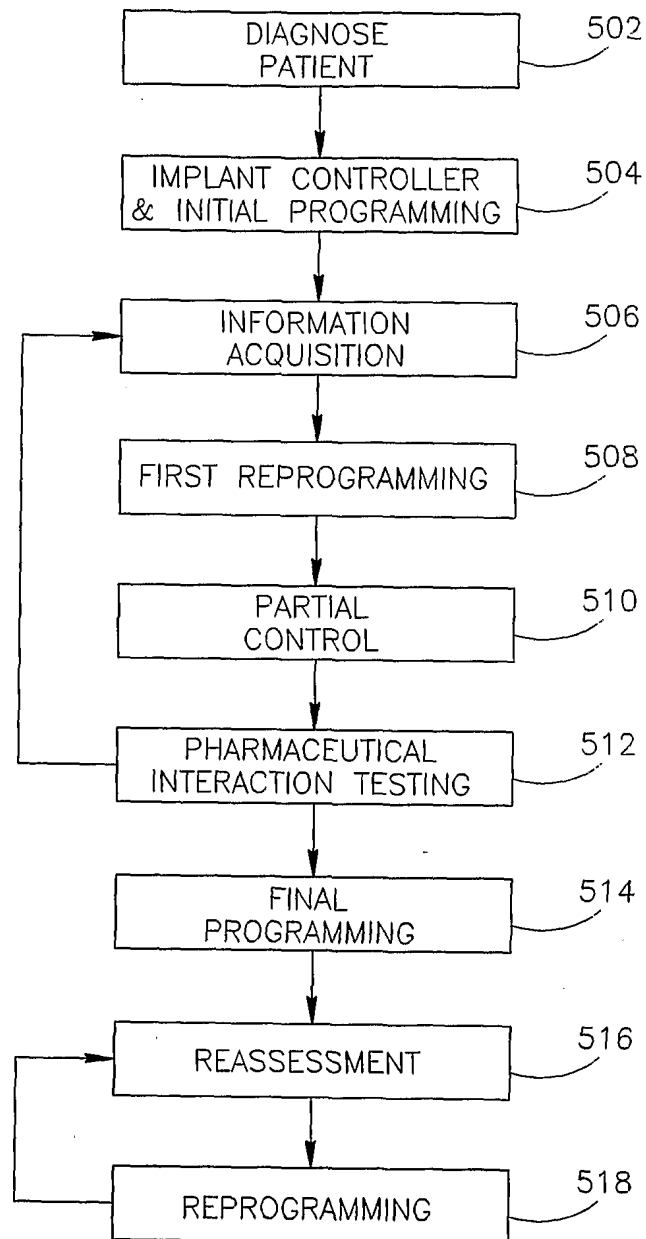 DIAGNOSE
PATIENT
502
IMPLANT CONTROLLER
& INITIAL PROGRAMMING
504
INFORMATION
ACQUISITION
506
FIRST REPROGRAMMING
508
PARTIAL
CONTROL
510
PHARMACEUTICAL
INTERACTION TESTING
512
FINAL
PROGRAMMING
514
REASSESSMENT
516
REPROGRAMMING
518